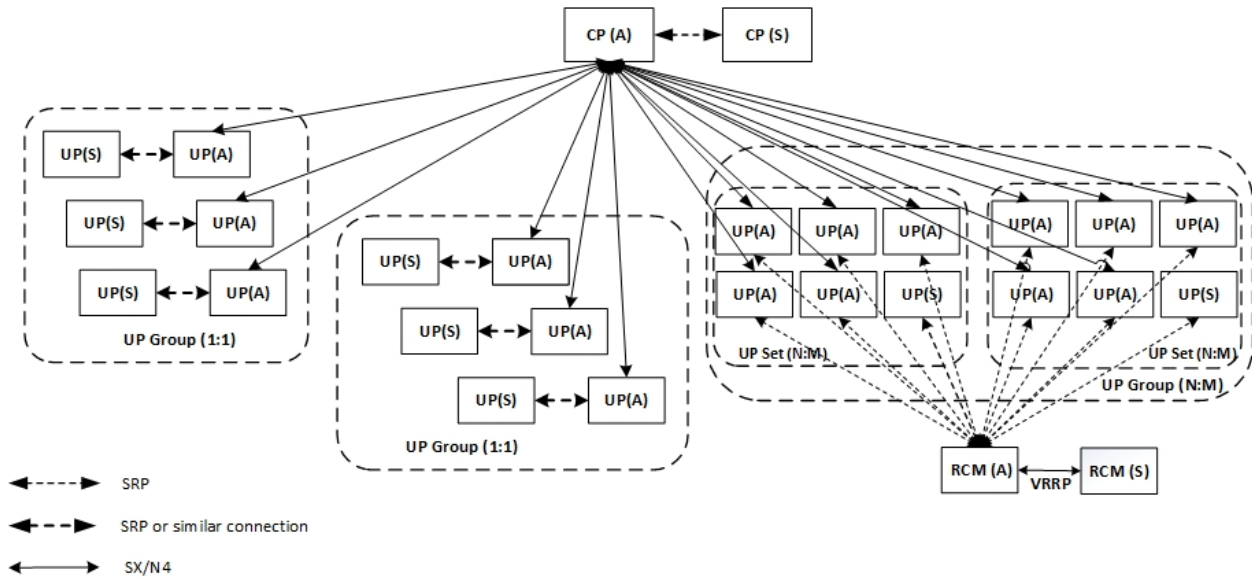 CP (A)
CP (S)
UP(S)
UP(A)
UP(S)
UP(A)
UP(S)
UP(A)
UP Group (1:1)
UP(S)
UP(A)
UP(S)
UP(A)
UP(S)
UP(A)
UP Group (1:1)
UP(A)
UP(A)
UP(A)
UP(A)
UP(A)
UP(S)
UP Set (N:M)
UP(A)
UP(A)
UP(A)
UP(A)
UP(A)
UP(S)
UP Set (N:M)
UP Group (N:M)
RCM (A)
VRRP
RCM (S)
SRP
SRP or similar connection
SX/N4